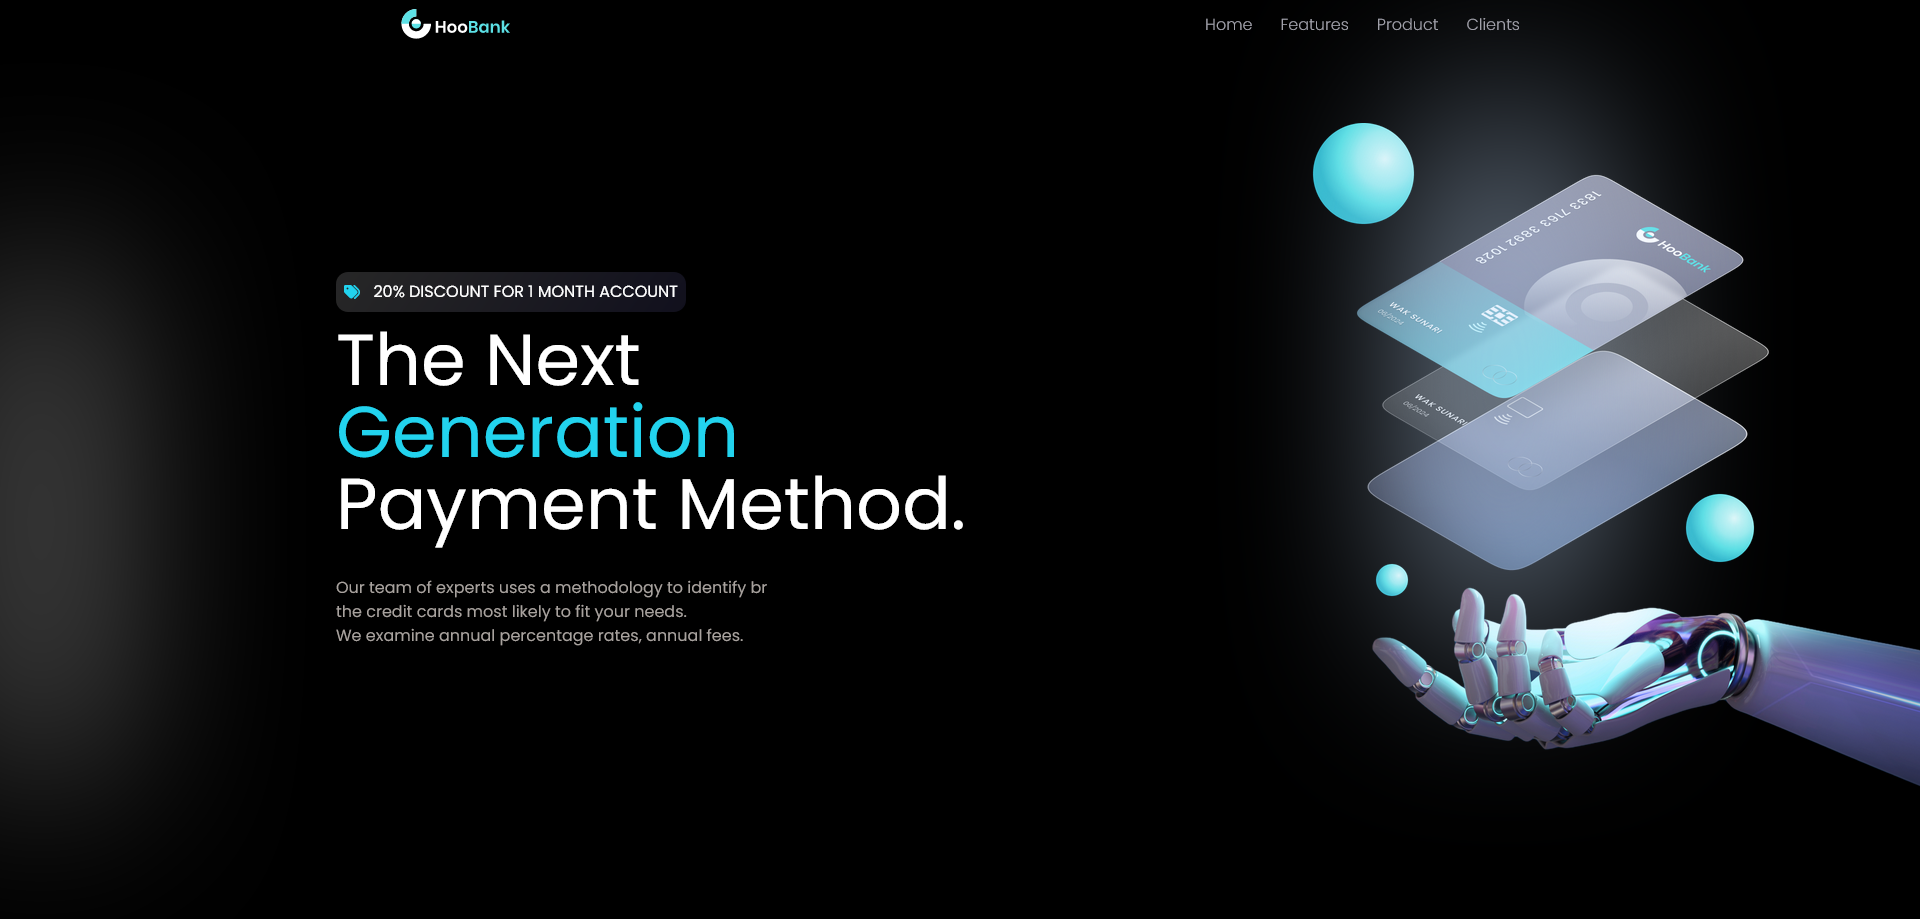 HooBank
Home Features Product Clients
20% DISCOUNT FOR 1 MONTH ACCOUNT
The Next
Generation
Payment Method.
Our team of experts uses a methodology to identify br
the credit cards most likely to fit your needs.
We examine annual percentage rates, annual fees.
1833 7163 3892 1028
HooBank
WAK SUNARI
06/2024
WAK SUNARI
06/2024